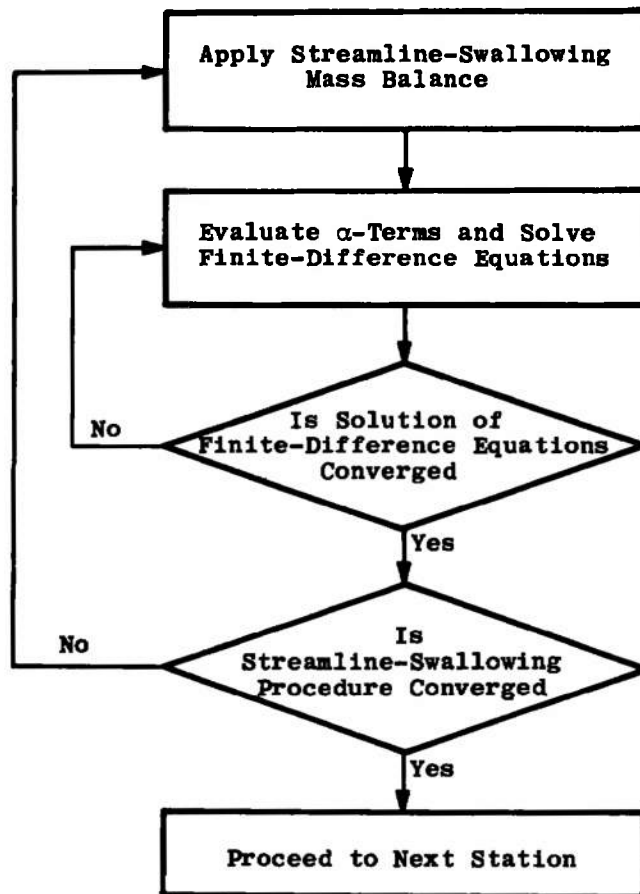 Apply Streamline-Swallowing
Mass Balance
Evaluate α-Terms and Solve
Finite-Difference Equations
Is Solution of
Finite-Difference Equations
Converged
No
Yes
Is
Streamline-Swallowing
Procedure Converged
No
Yes
Proceed to Next Station